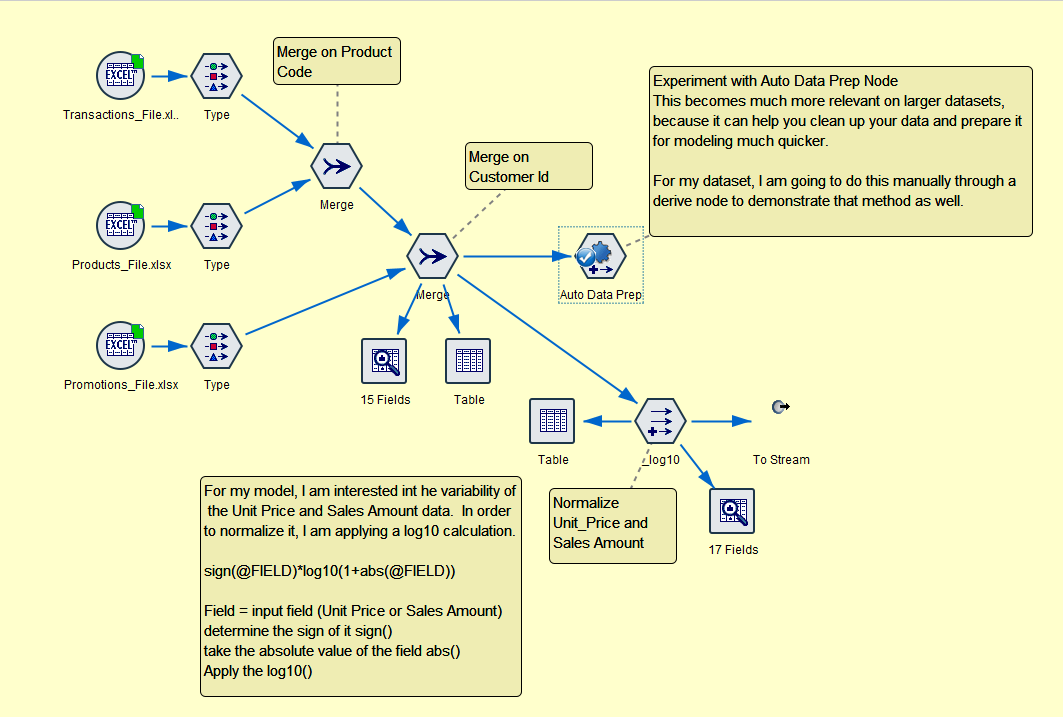 Merge on Product
Code
EXCEL™
Transactions_File.xl..
Type
Experiment with Auto Data Prep Node
This becomes much more relevant on larger datasets,
because it can help you clean up your data and prepare it
for modeling much quicker.
For my dataset, I am going to do this manually through a
derive node to demonstrate that method as well.
Merge on
Customer Id
Merge
EXCEL™
Products_File.xlsx
Type
Merge
Auto Data Prep
EXCEL™
Promotions_File.xlsx
Type
15 Fields
Table
Table
_log10
To Stream
For my model, I am interested int he variability of
the Unit Price and Sales Amount data.  In order
to normalize it, I am applying a log10 calculation.
sign(@FIELD)*log10(1+abs(@FIELD))
Field = input field (Unit Price or Sales Amount)
determine the sign of it sign()
take the absolute value of the field abs()
Apply the log10()
Normalize
Unit_Price and
Sales Amount
17 Fields